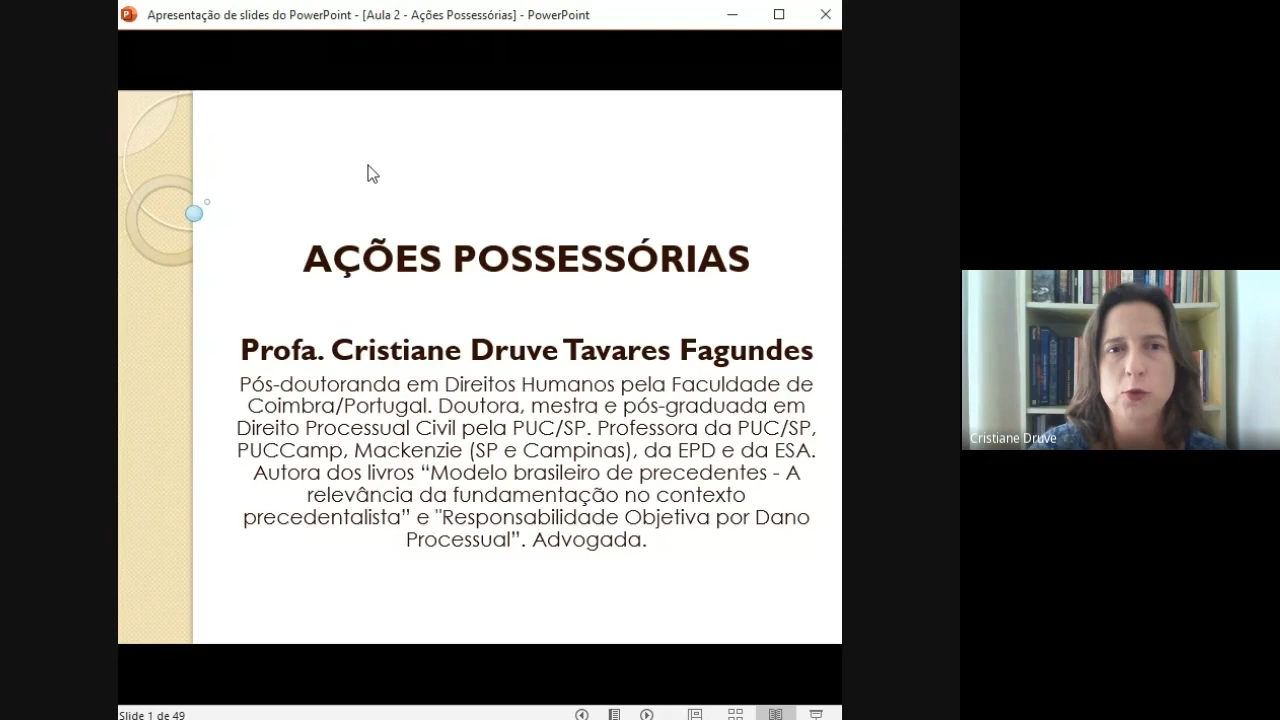 Apresentação de slides do PowerPoint - [Aula 2 - Ações Possessórias] - PowerPoint
AÇÕES POSSESSÓRIAS
Profa. Cristiane Druve Tavares Fagundes
Pós-doutoranda em Direitos Humanos pela Faculdade de
Coimbra/Portugal. Doutora, mestra e pós-graduada em
Direito Processual Civil pela PUC/SP. Professora da PUC/SP,
PUCCamp, Mackenzie (SP e Campinas), da EPD e da ESA.
Autora dos livros “Modelo brasileiro de precedentes - A
relevância da fundamentação no contexto
precedentalista” e "Responsabilidade Objetiva por Dano
Processual”. Advogada.
Cristiane Druve
Slide 1 de 49